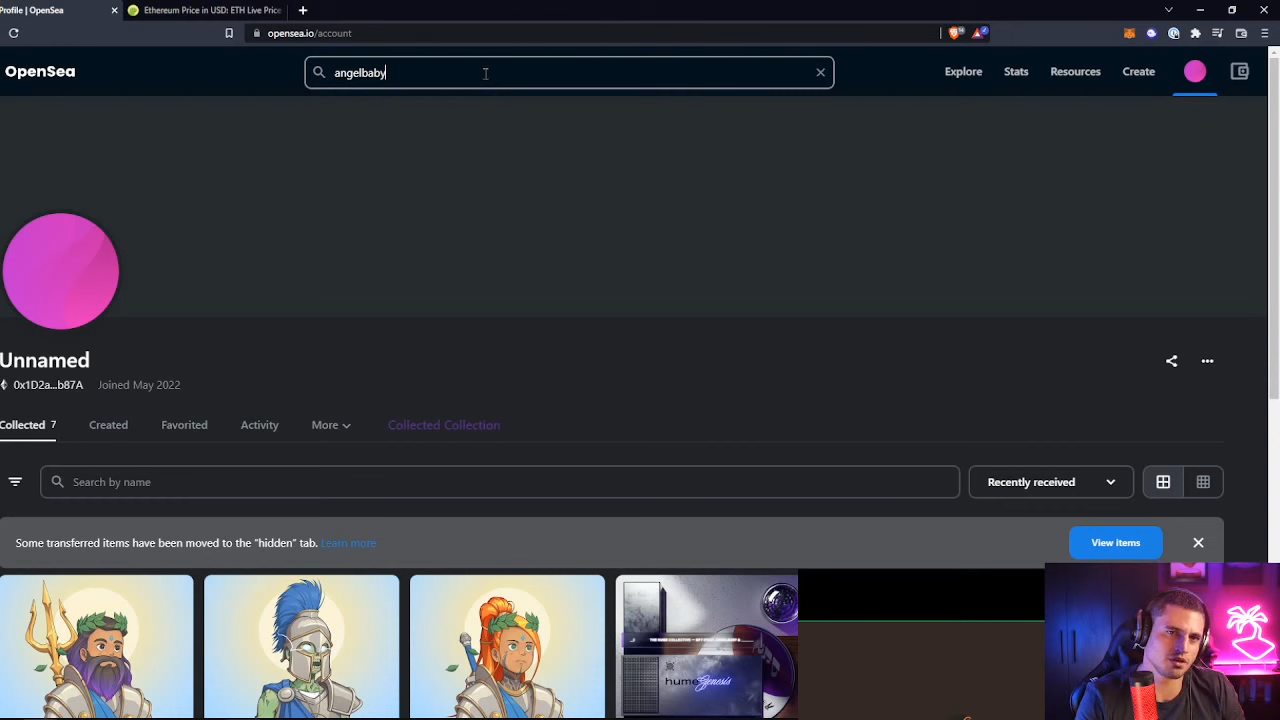 Profile | OpenSea
Ethereum Price in USD: ETH Live Price
opensea.io/account
OpenSea
angelbaby
Explore
Stats
Resources
Create
Unnamed
0x1D2a...b87A
Joined May 2022
Collected 7
Created
Favorited
Activity
More
Collected Collection
Search by name
Recently received
Some transferred items have been moved to the “hidden” tab. Learn more
View items
hume Genesis